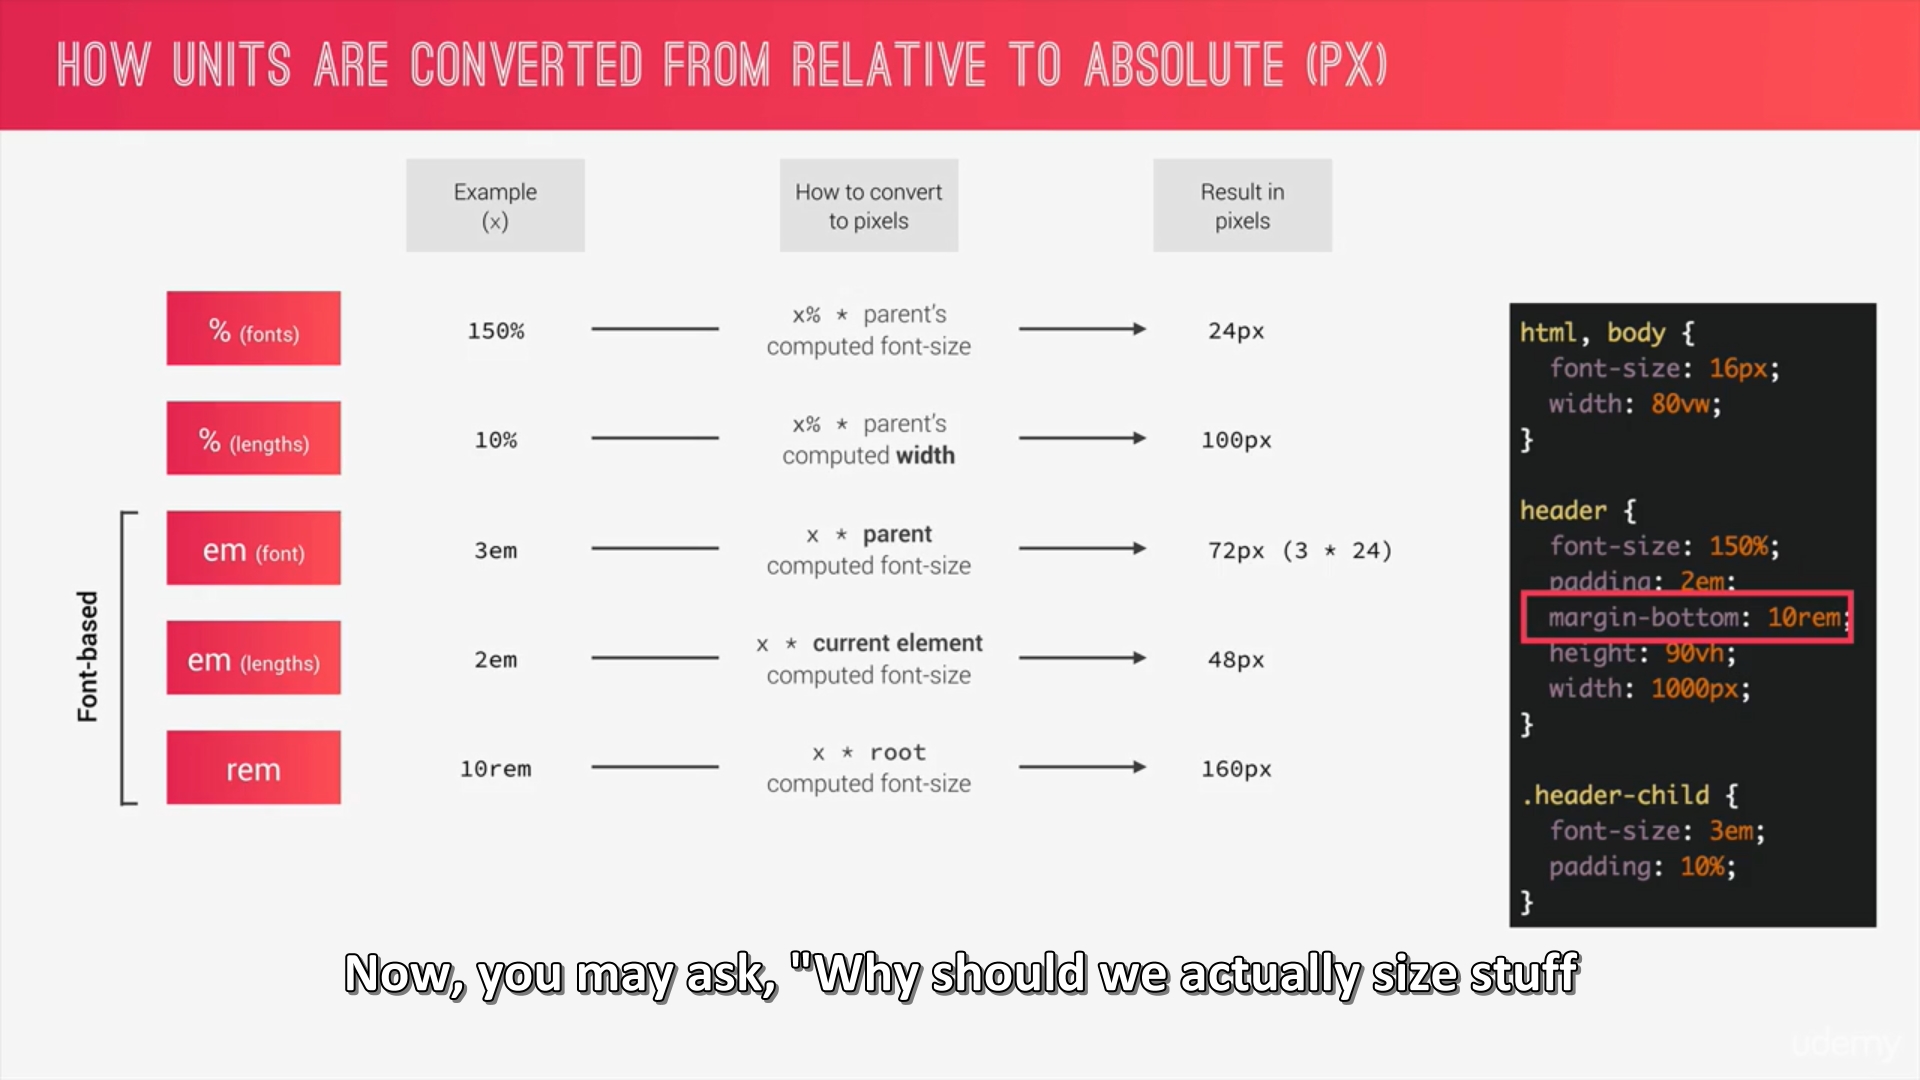 HOW UNITS ARE CONVERTED FROM RELATIVE TO ABSOLUTE (PX)
Example
(x)
How to convert
to pixels
Result in
pixels
% (fonts)
150%
x% * parent's
computed font-size
24px
% (lengths)
10%
x% * parent's
computed width
100px
Font-based
em (font)
3em
x * parent
computed font-size
72px (3 * 24)
em (lengths)
2em
x * current element
computed font-size
48px
rem
10rem
x * root
computed font-size
160px
html, body {
font-size: 16px;
width: 80vw;
}
header {
font-size: 150%;
padding: 2em;
margin-bottom: 10rem;
height: 90vh;
width: 1000px;
}
.header-child {
font-size: 3em;
padding: 10%;
}
Now, you may ask, "Why should we actually size stuff
udemy